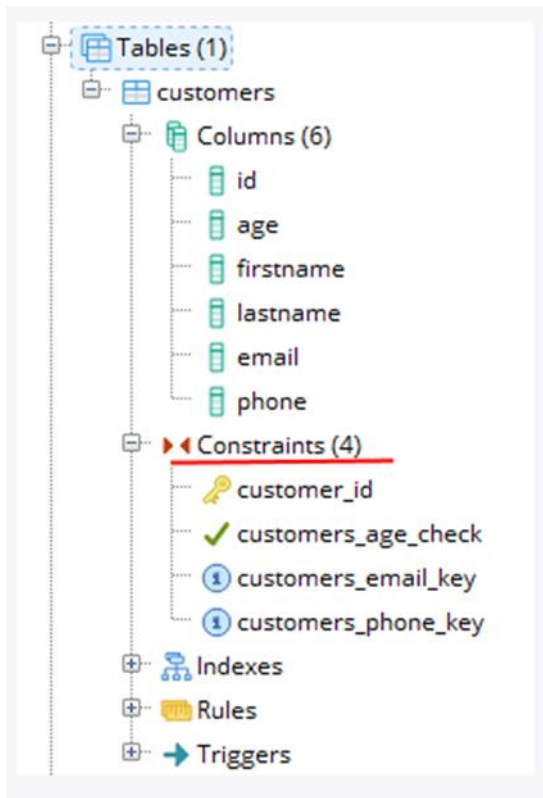 Tables (1)
customers
Columns (6)
id
age
firstname
lastname
email
phone
Constraints (4)
customer_id
customers_age_check
customers_email_key
customers_phone_key
Indexes
Rules
Triggers